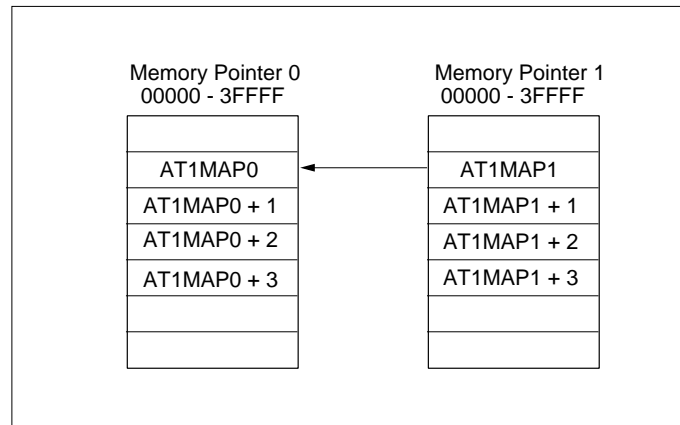 Memory Pointer 0
00000 - 3FFFF
AT1MAP0
AT1MAP0 + 1
AT1MAP0 + 2
AT1MAP0 + 3
Memory Pointer 1
00000 - 3FFFF
AT1MAP1
AT1MAP1 + 1
AT1MAP1 + 2
AT1MAP1 + 3